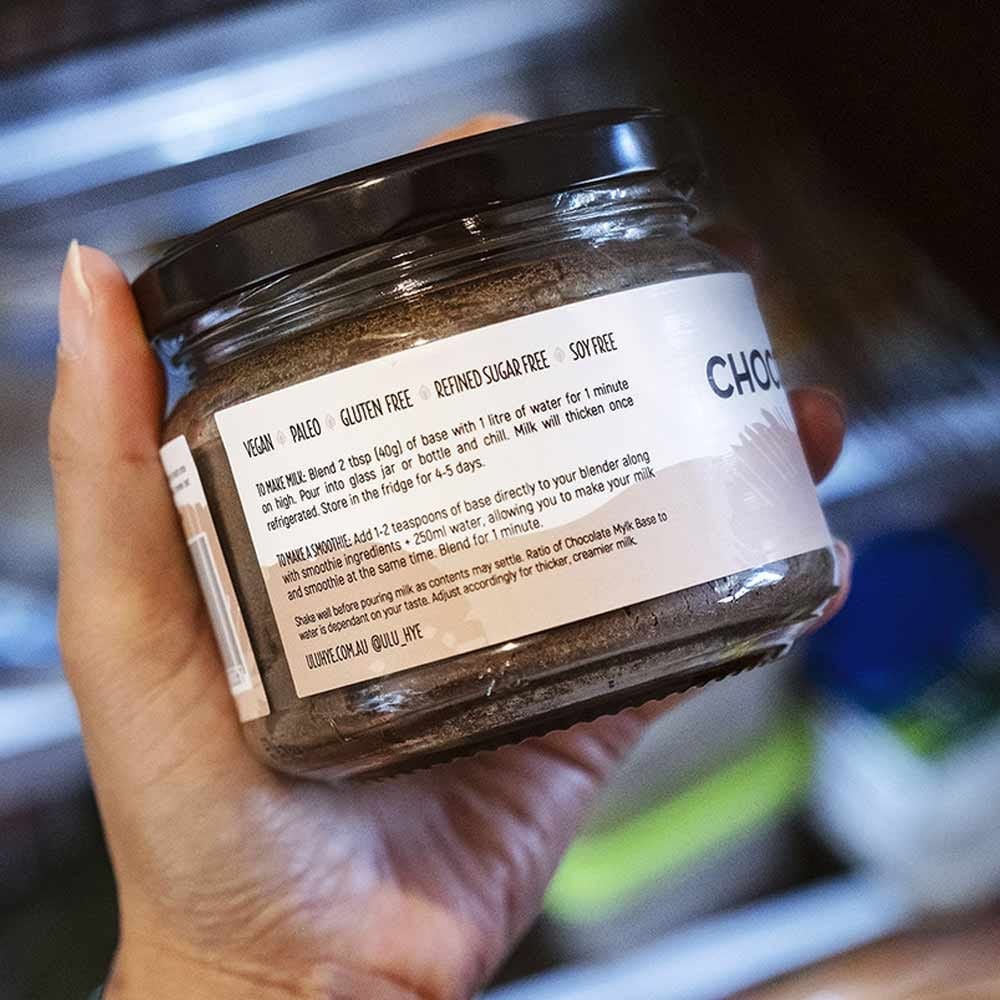 VEGAN PALEO GLUTEN FREE REFINED SUGAR FREE SOY FREE
TO MAKE MILK: Blend 2 tbsp (40g) of base with 1 litre of water for 1 minute
on high. Pour into glass jar or bottle and chill. Milk will thicken once
refrigerated. Store in the fridge for 4-5 days.
TO MAKE A SMOOTHIE: Add 1-2 teaspoons of base directly to your blender along
with smoothie ingredients + 250ml water, allowing you to make your milk
and smoothie at the same time. Blend for 1 minute.
Shake well before pouring milk as contents may settle. Ratio of Chocolate Mylk Base to
water is dependant on your taste. Adjust accordingly for thicker, creamier milk.
ULUHYE.COM.AU @ULU_HYE
CHOC